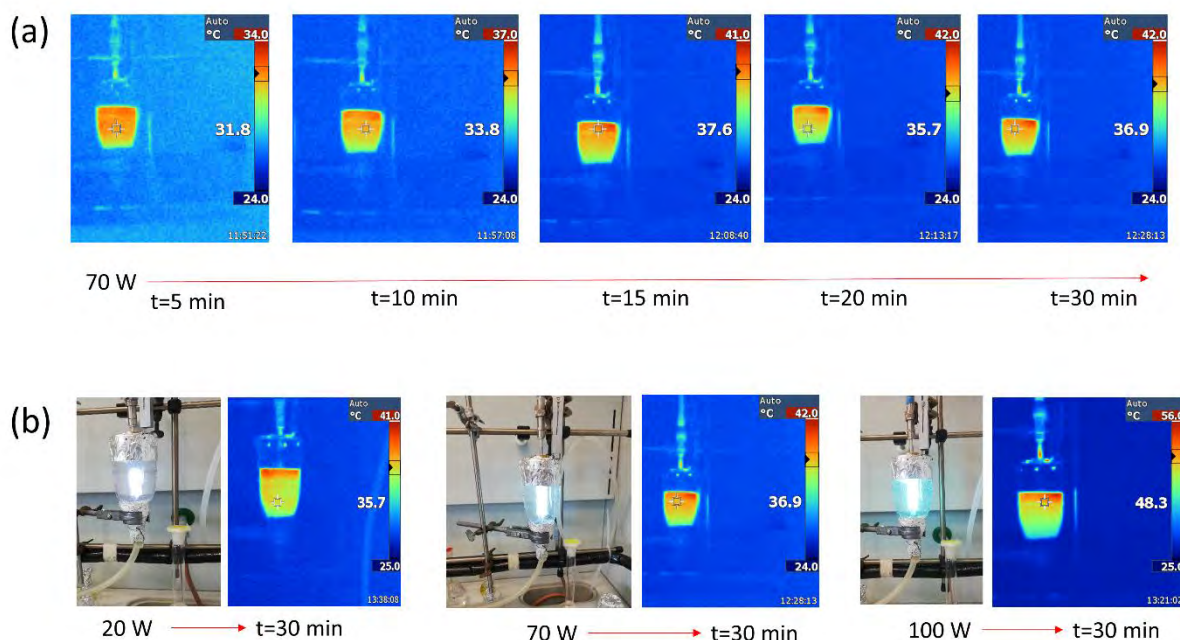 (a)
Auto
°C 34.0
31.8
24.0
11:51:22
Auto
°C 37.0
33.8
24.0
11:57:08
Auto
°C 41.0
37.6
24.0
12:08:40
Auto
°C 42.0
35.7
24.0
12:13:17
Auto
°C 42.0
36.9
24.0
12:28:13
70 W
t=5 min
t=10 min
t=15 min
t=20 min
t=30 min
(b)
Auto
°C 41.0
35.7
25.0
13:38:08
Auto
°C 42.0
36.9
24.0
12:28:13
Auto
°C 56.0
48.3
25.0
13:21:02
20 W t=30 min
70 W t=30 min
100 W t=30 min